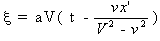 ξ = aV( t - vx' / V² - v² )